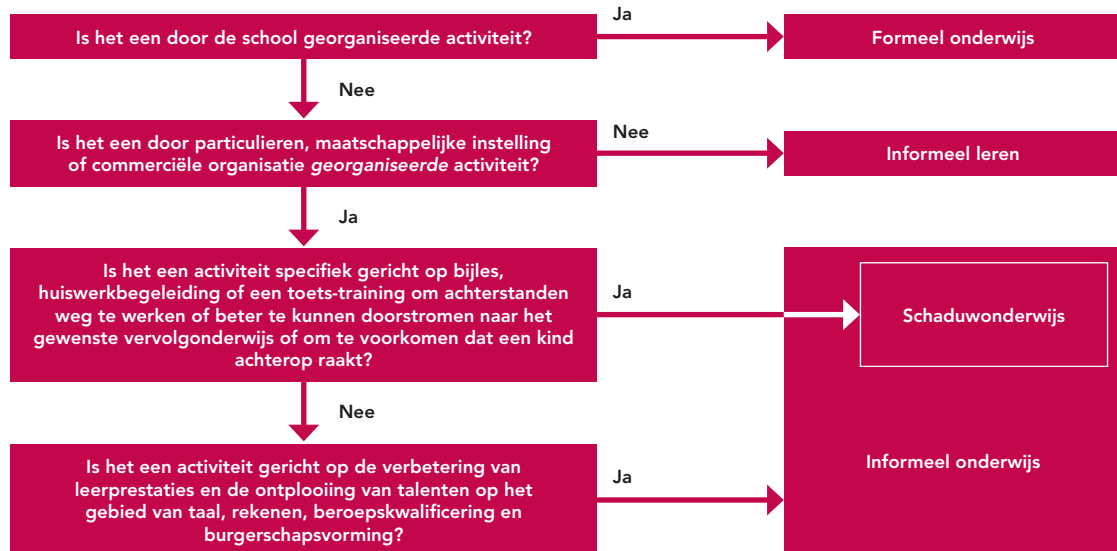 Is het een door de school georganiseerde activiteit?
Ja
Formeel onderwijs
Nee
Is het een door particulieren, maatschappelijke instelling
of commerciële organisatie georganiseerde activiteit?
Nee
Informeel leren
Ja
Is het een activiteit specifiek gericht op bijles,
huiswerkbegeleiding of een toets-training om achterstanden
weg te werken of beter te kunnen doorstromen naar het
gewenste vervolgonderwijs of om te voorkomen dat een kind
achterop raakt?
Ja
Schaduwonderwijs
Nee
Is het een activiteit gericht op de verbetering van
leerprestaties en de ontplooiing van talenten op het
gebied van taal, rekenen, beroepskwalificering en
burgerschapsvorming?
Ja
Informeel onderwijs